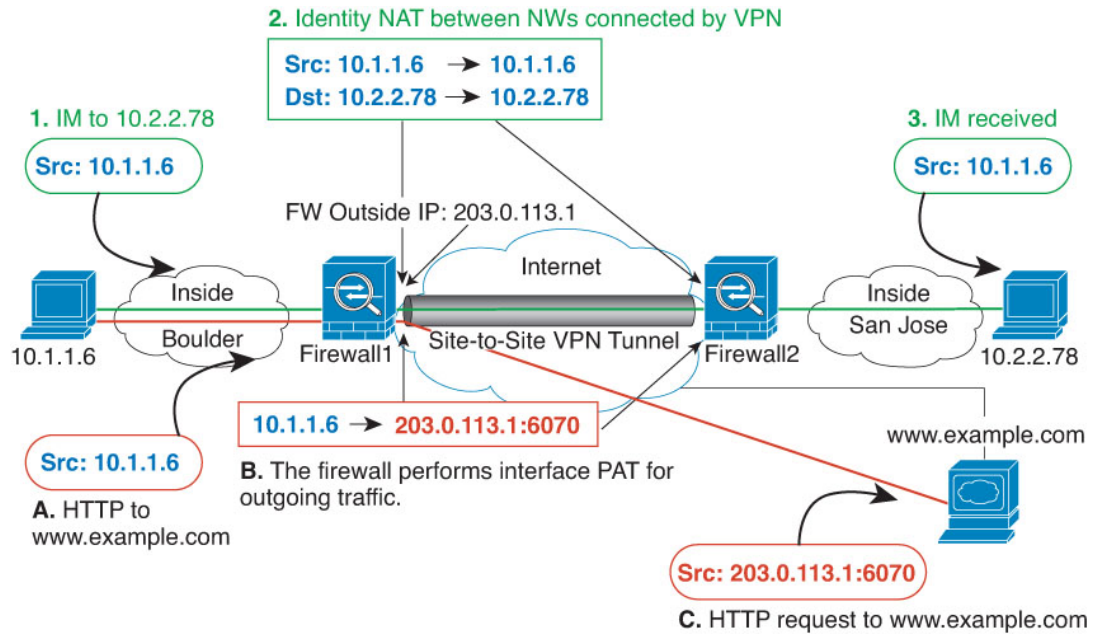 2. Identity NAT between NWs connected by VPN
Src: 10.1.1.6 → 10.1.1.6
Dst: 10.2.2.78 → 10.2.2.78
1. IM to 10.2.2.78
Src: 10.1.1.6
3. IM received
Src: 10.1.1.6
FW Outside IP: 203.0.113.1
Internet
Inside
Boulder
Inside
San Jose
10.1.1.6
Firewall1
Site-to-Site VPN Tunnel
Firewall2
10.2.2.78
10.1.1.6 → 203.0.113.1:6070
www.example.com
Src: 10.1.1.6
B. The firewall performs interface PAT for
outgoing traffic.
A. HTTP to
www.example.com
Src: 203.0.113.1:6070
C. HTTP request to www.example.com